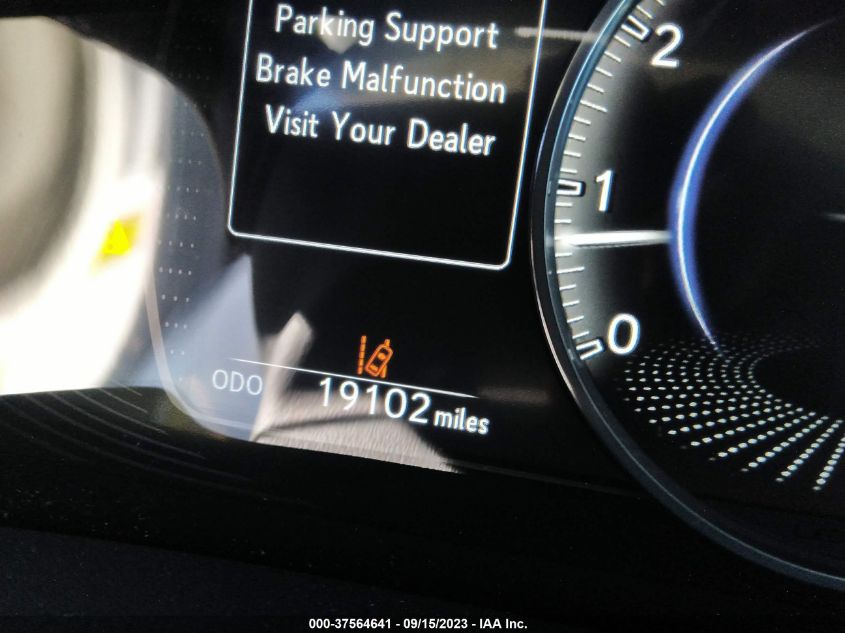 Parking Support
Brake Malfunction
Visit Your Dealer
2
1
0
ODO 19102 miles
000-37564641 - 09/15/2023 - IAA Inc.